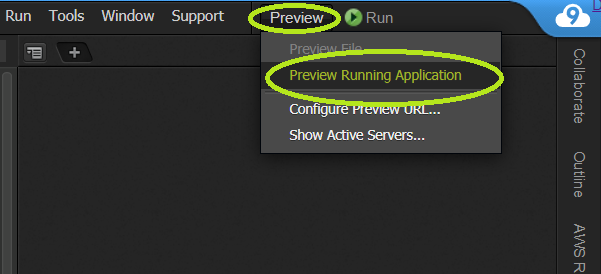 Run Tools Window Support Preview Run
Preview File
Preview Running Application
Configure Preview URL...
Show Active Servers...
9
Collaborate
Outline
AWS R